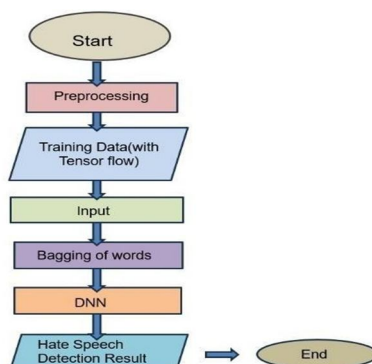 Start
Preprocessing
Training Data(with
Tensor flow)
Input
Bagging of words
DNN
Hate Speech
Detection Result
End